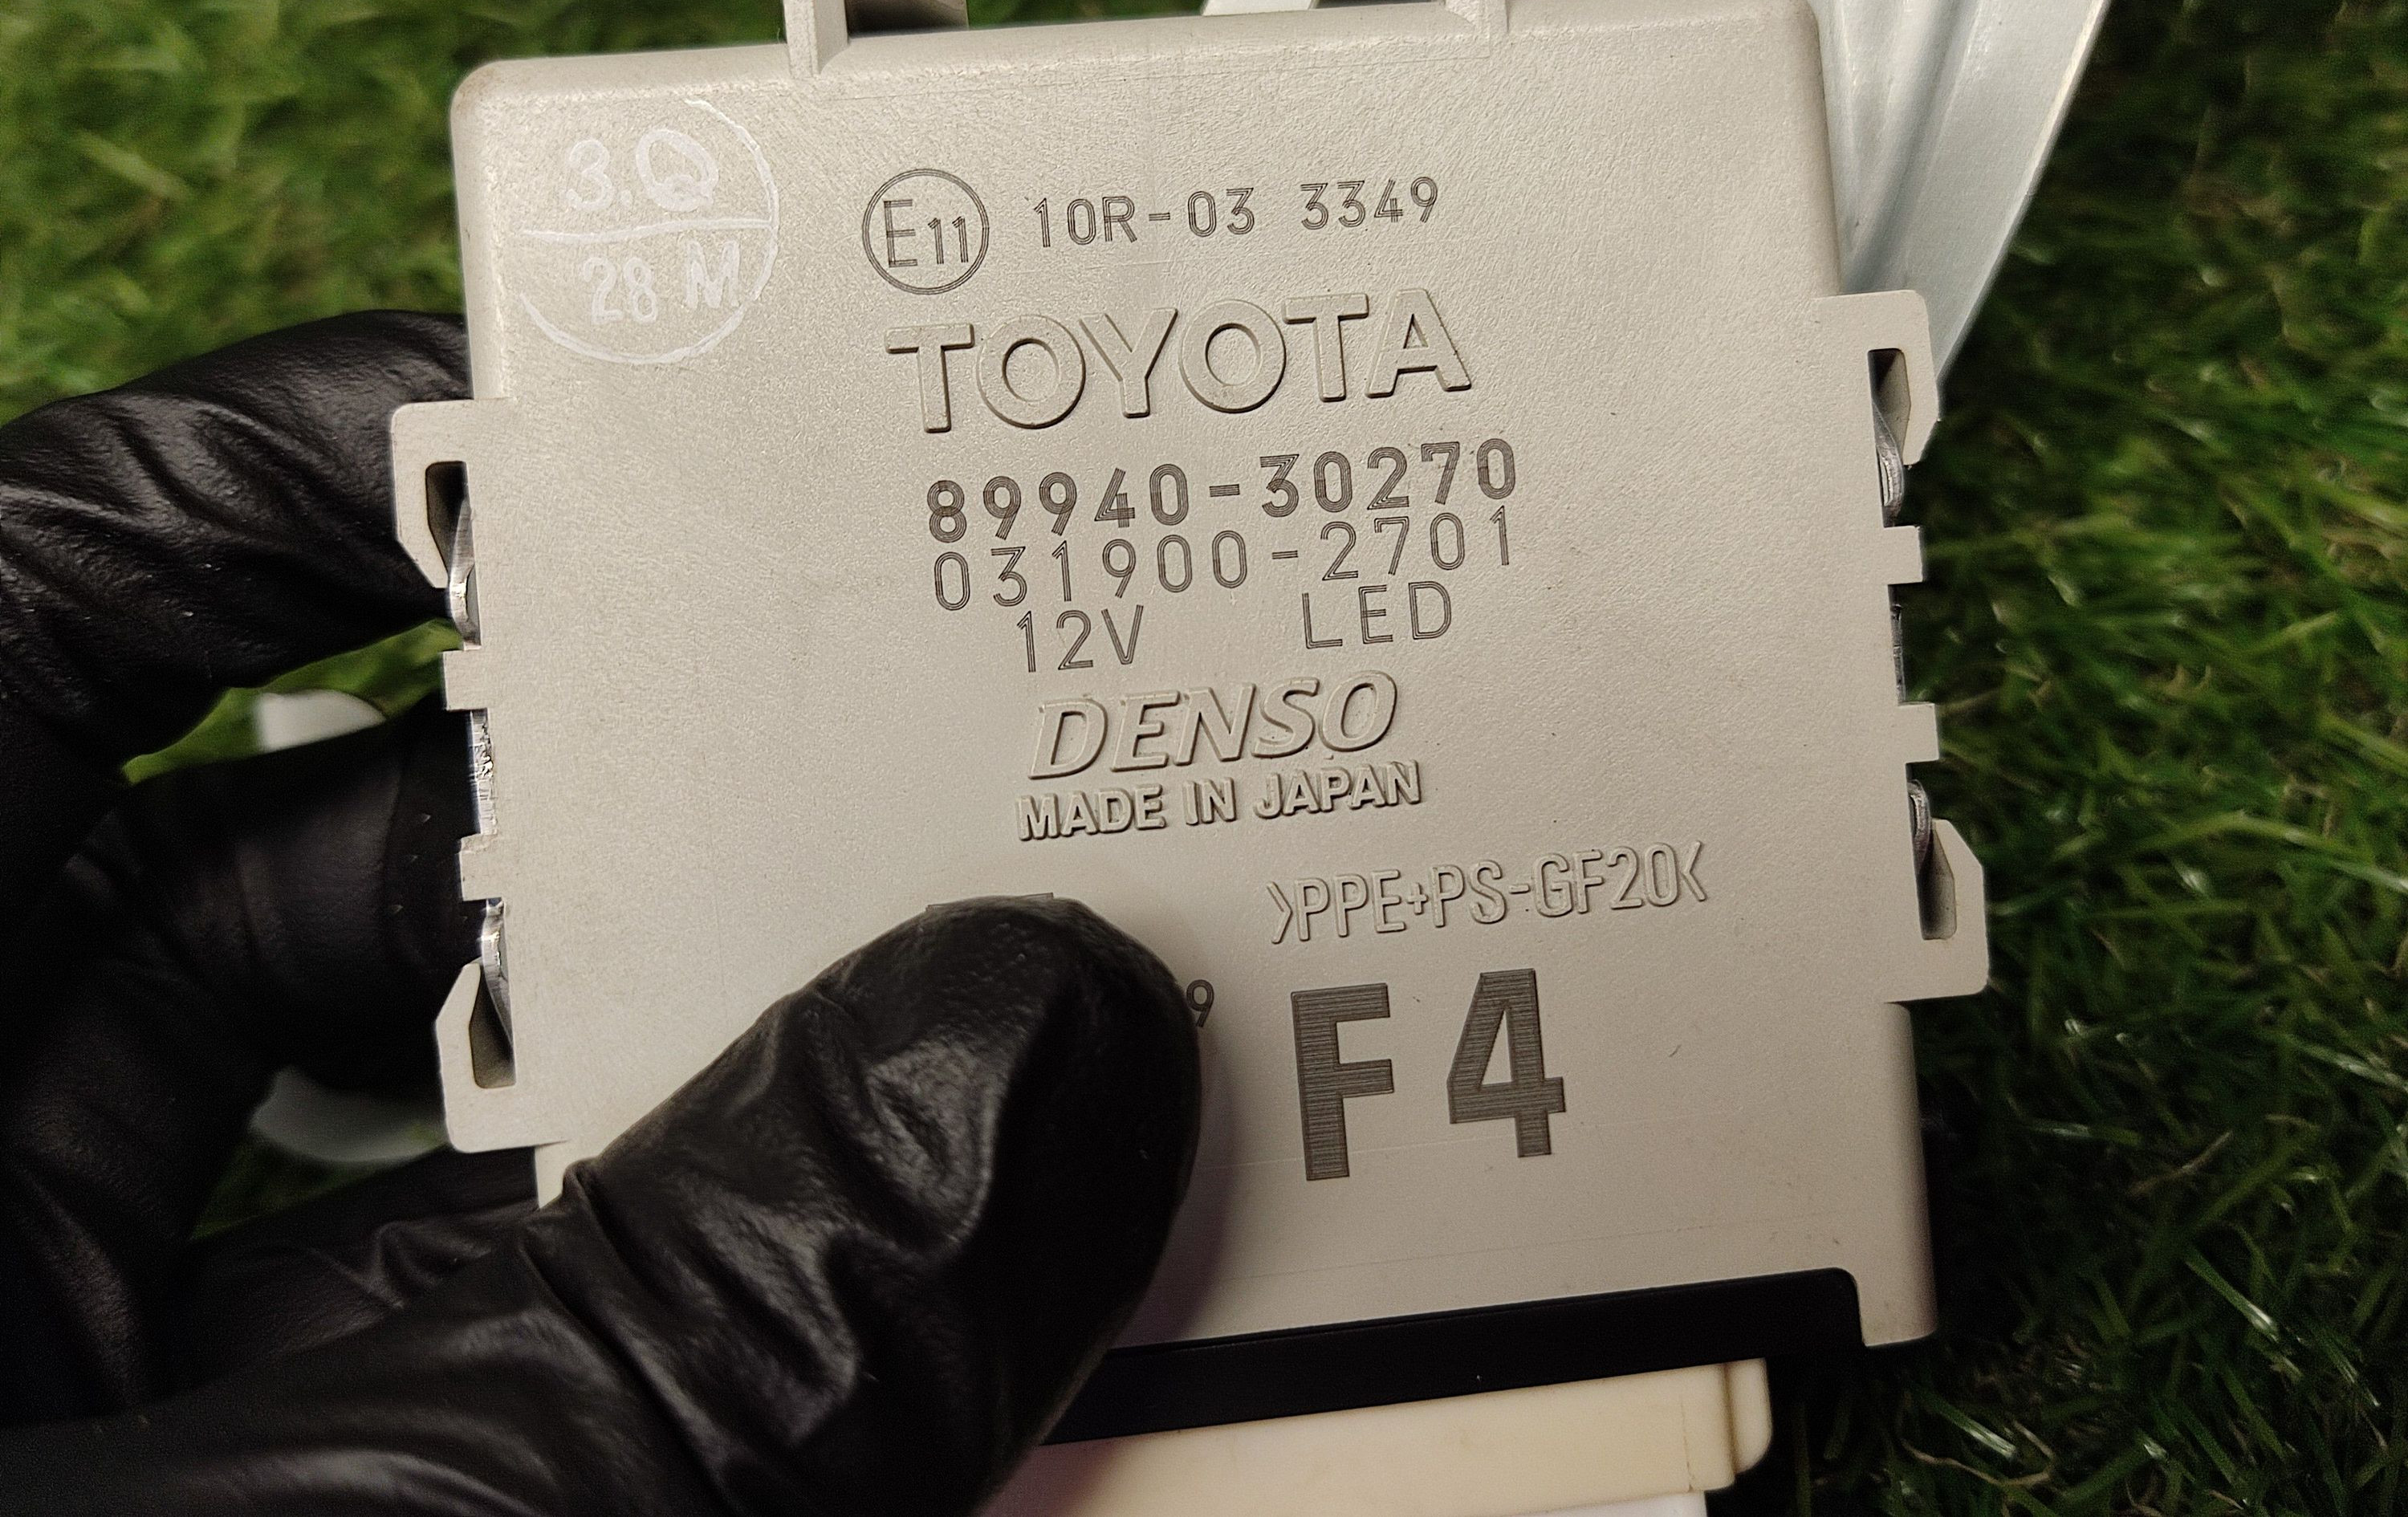 3.Q
28 M
E11 10R-03 3349
TOYOTA
89940-30270
031900-2701
12V LED
DENSO
MADE IN JAPAN
>PPE+PS-GF20<
9
F4